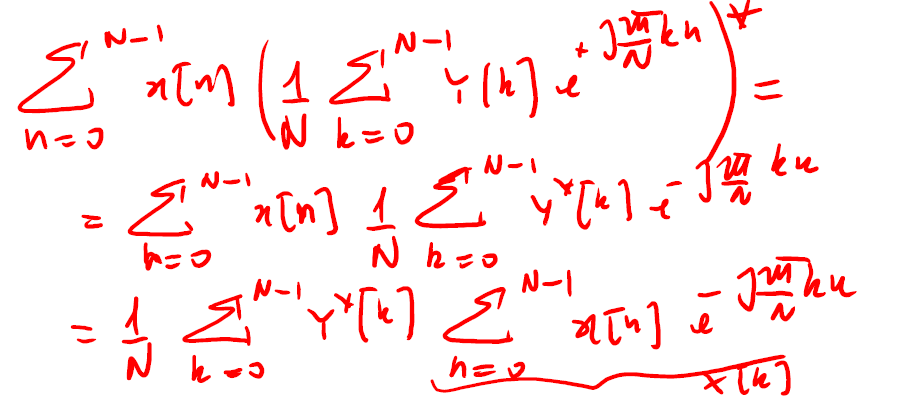 \sum_{n=0}^{N-1} x[n] \left( \frac{1}{N} \sum_{k=0}^{N-1} Y[k] e^{+j\frac{2\pi}{N}kn} \right)^* =
= \sum_{n=0}^{N-1} x[n] \frac{1}{N} \sum_{k=0}^{N-1} Y^*[k] e^{-j\frac{2\pi}{N}kn}
= \frac{1}{N} \sum_{k=0}^{N-1} Y^*[k] \underbrace{\sum_{n=0}^{N-1} x[n] e^{-j\frac{2\pi}{N}kn}}_{X[k]}